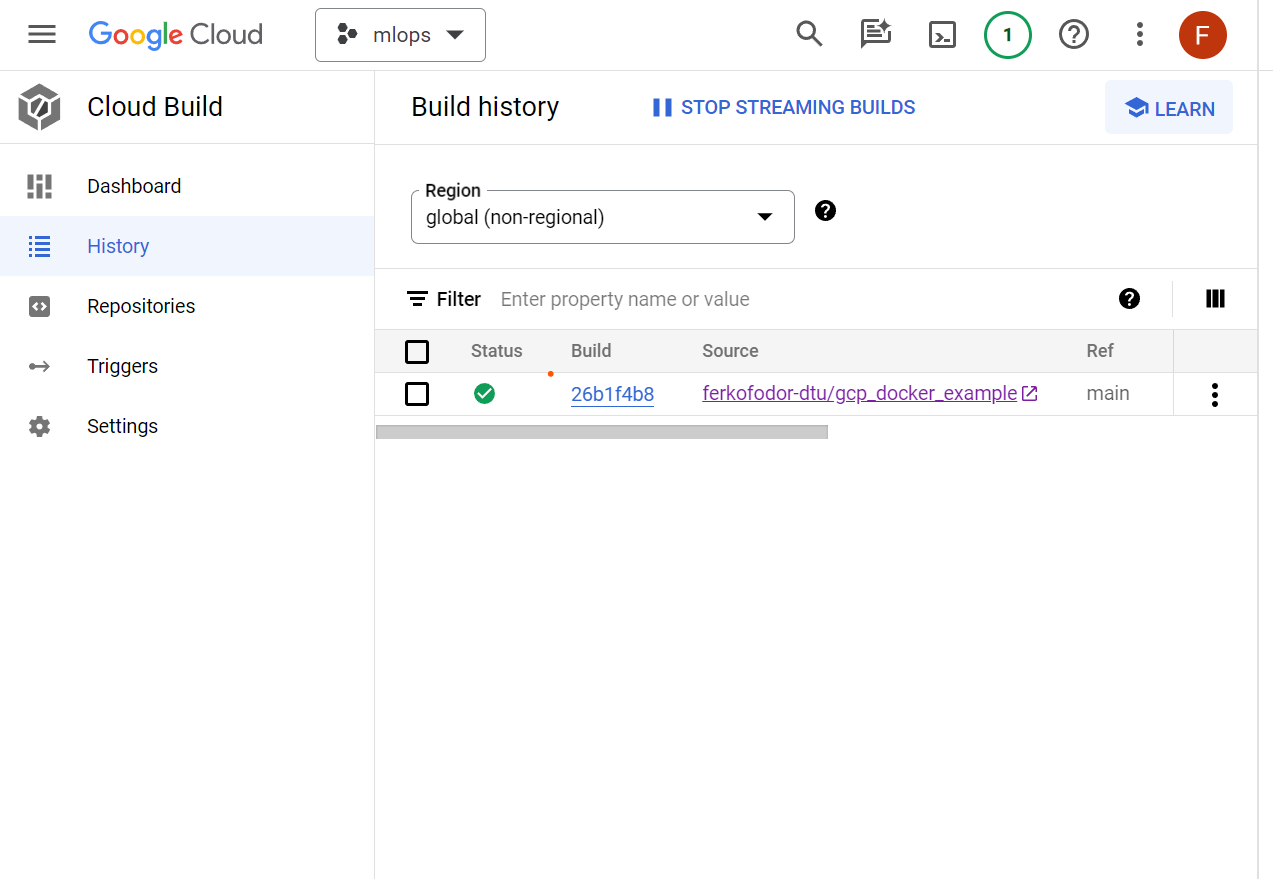 Google Cloud
mlops
1
F
Cloud Build
Build history
STOP STREAMING BUILDS
LEARN
Dashboard
History
Repositories
Triggers
Settings
Region
global (non-regional)
Filter Enter property name or value
Status Build Source Ref
26b1f4b8 ferkofodor-dtu/gcp_docker_example main